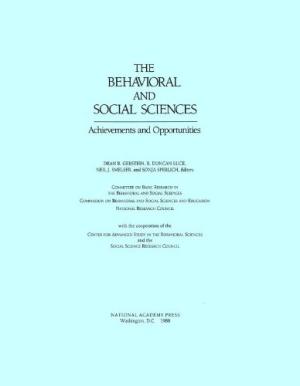 THE
BEHAVIORAL
AND
SOCIAL SCIENCES
Achievements and Opportunities
DEAN R. GERSTEIN, R. DUNCAN LUCE,
NEIL J. SMELSER, and SONJA SPERLICH, Editors
COMMITTEE ON BASIC RESEARCH IN
THE BEHAVIORAL AND SOCIAL SCIENCES
COMMISSION ON BEHAVIORAL AND SOCIAL SCIENCES AND EDUCATION
NATIONAL RESEARCH COUNCIL
with the cooperation of the
CENTER FOR ADVANCED STUDY IN THE BEHAVIORAL SCIENCES
and the
SOCIAL SCIENCE RESEARCH COUNCIL
NATIONAL ACADEMY PRESS
Washington, D.C. 1988